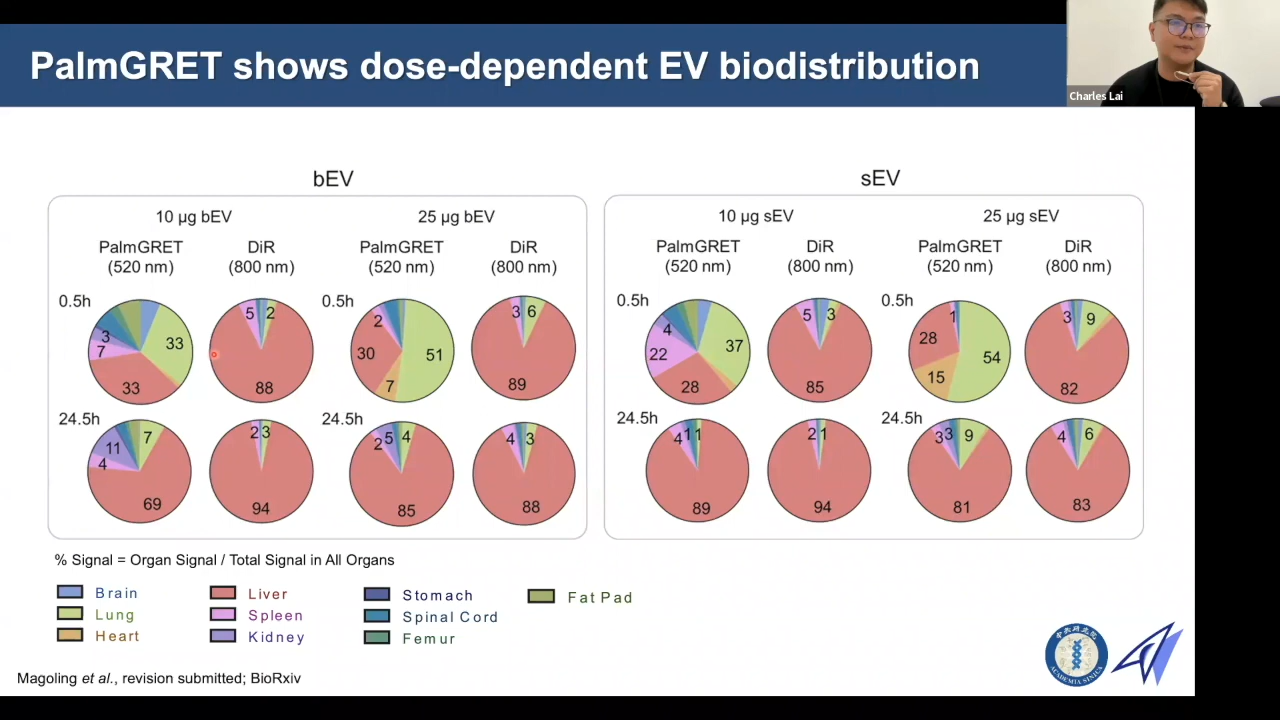 PalmGRET shows dose-dependent EV biodistribution
Charles Lai
bEV
10 µg bEV
25 µg bEV
PalmGRET
(520 nm)
DiR
(800 nm)
PalmGRET
(520 nm)
DiR
(800 nm)
0.5h
33
33
7
3
5
2
88
0.5h
2
30
7
51
3
6
89
24.5h
7
11
4
69
2
3
94
24.5h
2
5
4
85
4
3
88
sEV
10 µg sEV
25 µg sEV
PalmGRET
(520 nm)
DiR
(800 nm)
PalmGRET
(520 nm)
DiR
(800 nm)
0.5h
4
22
37
28
5
3
85
0.5h
1
28
15
54
3
9
82
24.5h
4
1
1
89
2
1
94
24.5h
3
3
9
81
4
6
83
% Signal = Organ Signal / Total Signal in All Organs
Brain
Lung
Heart
Liver
Spleen
Kidney
Stomach
Spinal Cord
Femur
Fat Pad
Magoling et al., revision submitted; BioRxiv
中央研究院
ACADEMIA SINICA